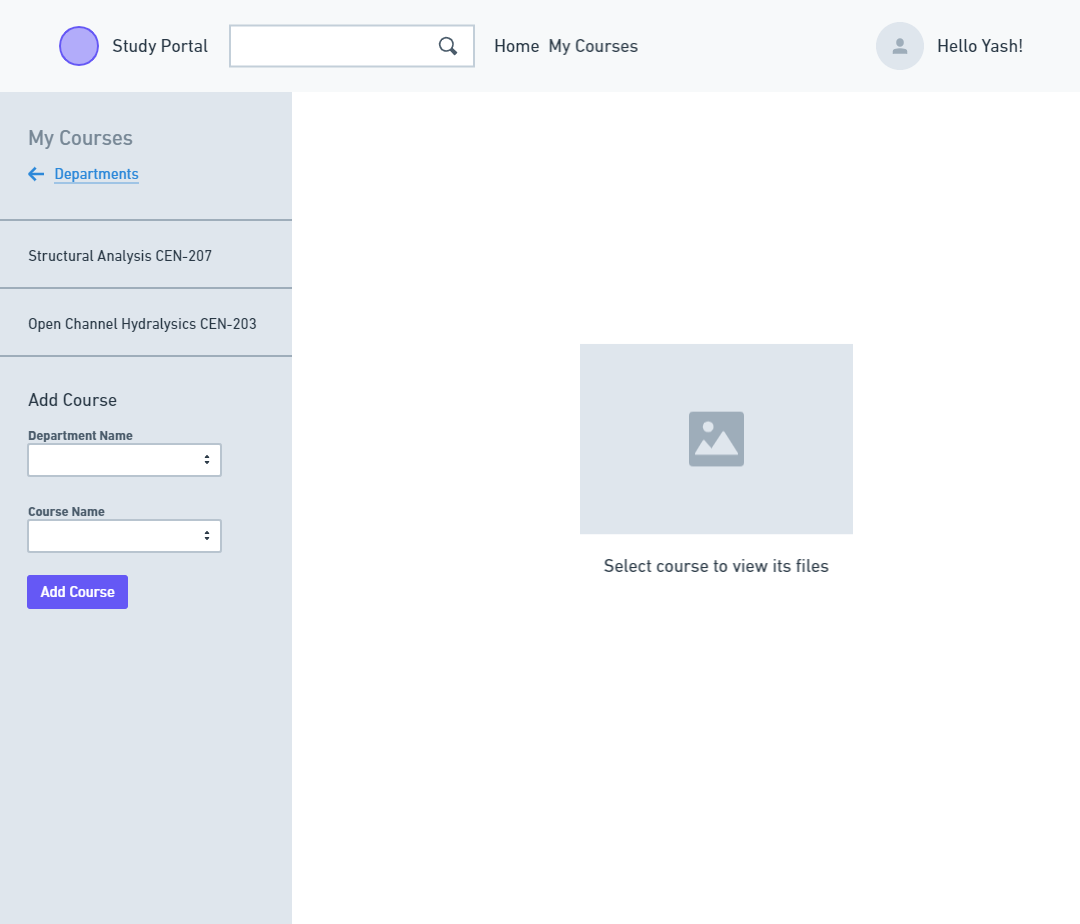 Study Portal
Home My Courses
Hello Yash!
My Courses
Departments
Structural Analysis CEN-207
Open Channel Hydralysics CEN-203
Add Course
Department Name
Course Name
Add Course
Select course to view its files